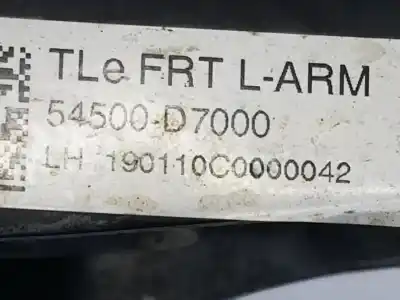 TLe FRT L-ARM
54500-D7000
LH 190110C0000042